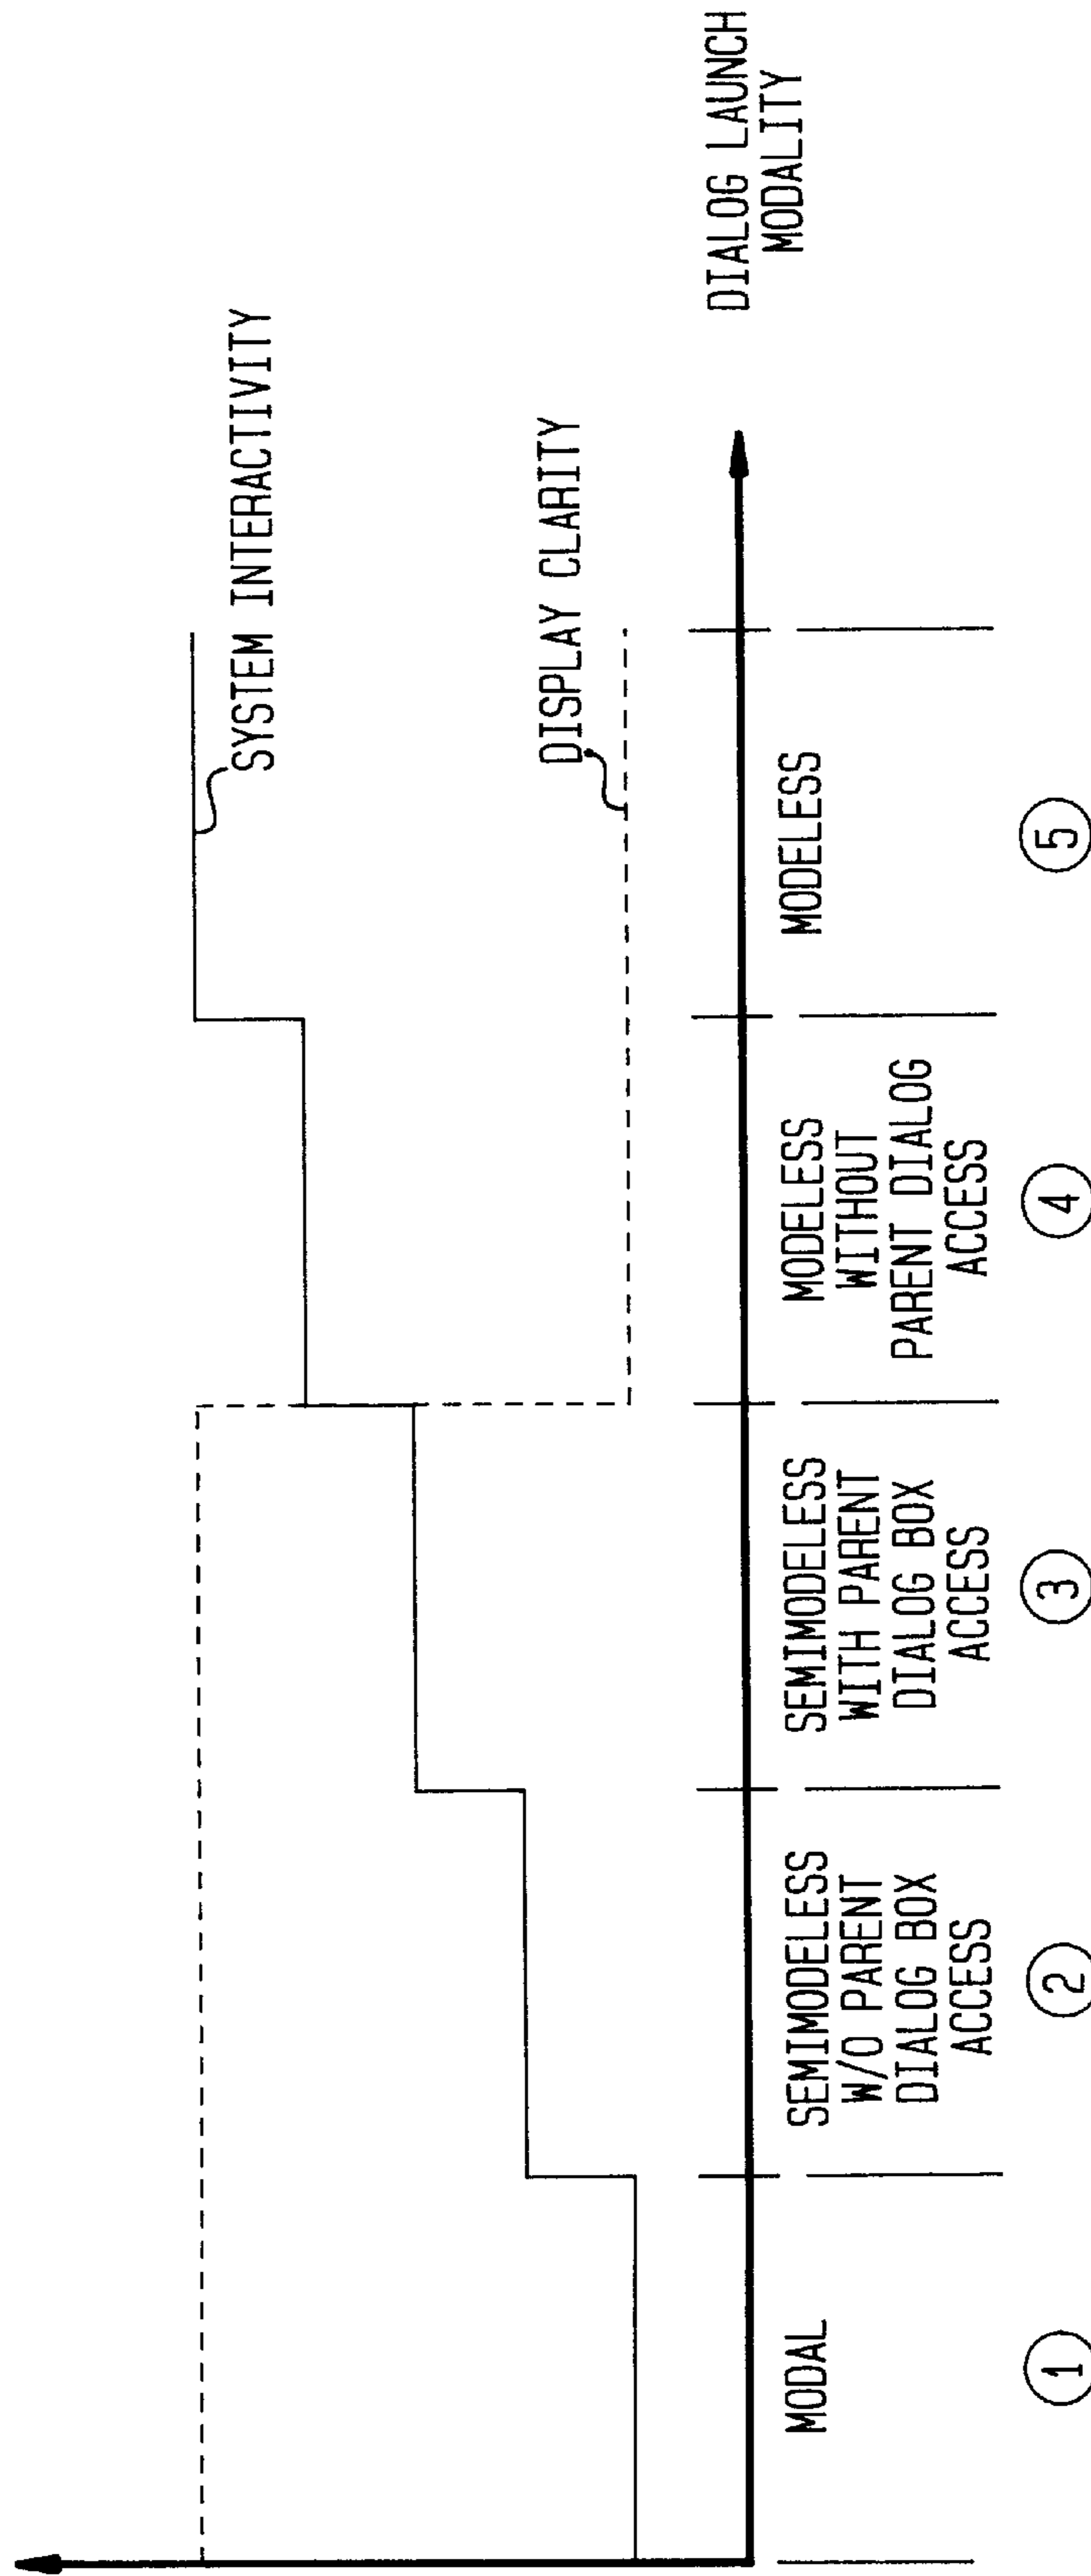 SYSTEM INTERACTIVITY
DISPLAY CLARITY
DIALOG LAUNCH
MODALITY
MODAL
SEMIMODELESS
W/O PARENT
DIALOG BOX
ACCESS
SEMIMODELESS
WITH PARENT
DIALOG BOX
ACCESS
MODELESS
WITHOUT
PARENT DIALOG
ACCESS
MODELESS
1
2
3
4
5